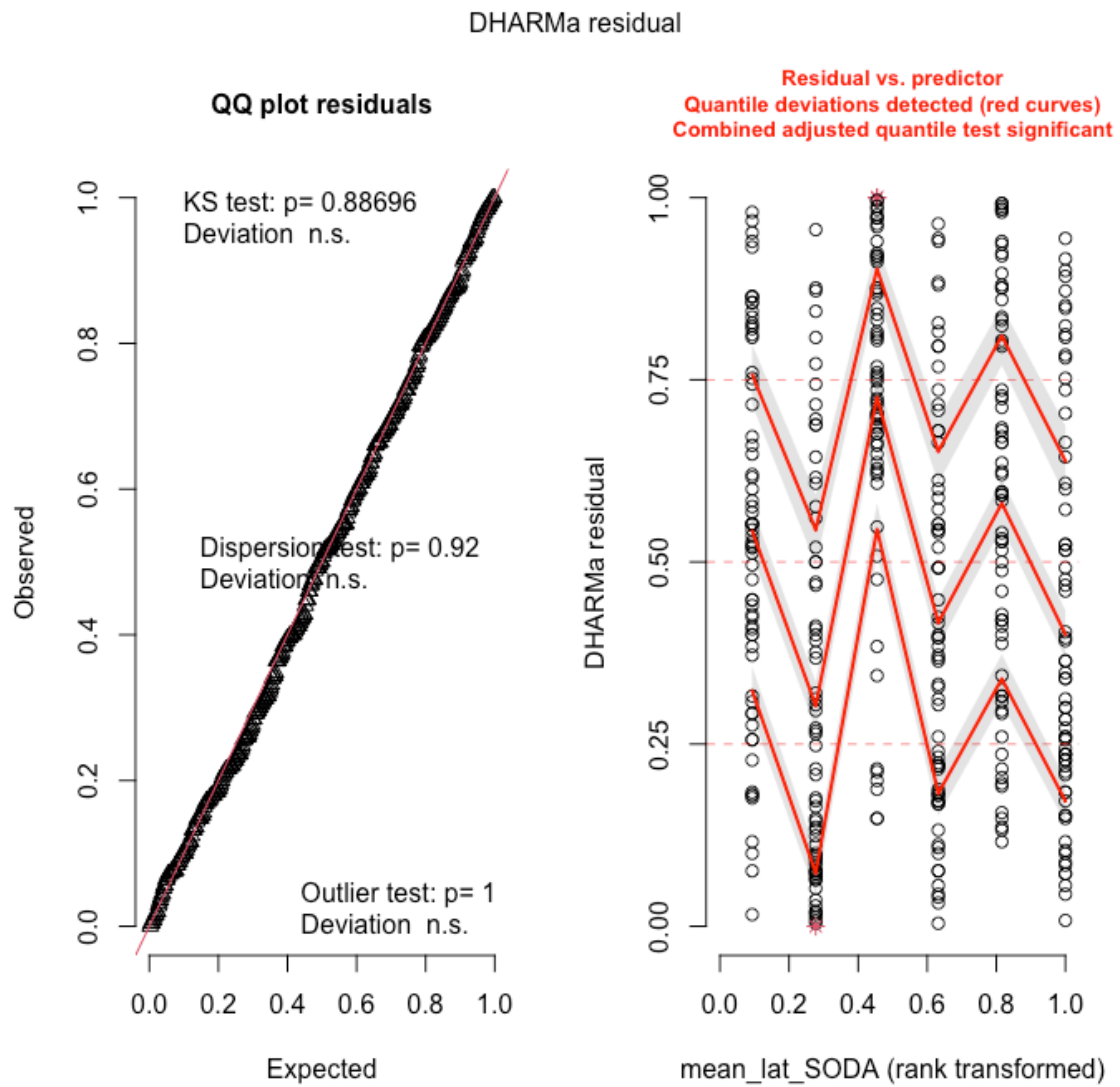 DHARMa residual
QQ plot residuals
KS test: p= 0.88696
Deviation n.s.
Dispersion test: p= 0.92
Deviation n.s.
Outlier test: p= 1
Deviation n.s.
Observed
0.0
0.2
0.4
0.6
0.8
1.0
0.0 0.2 0.4 0.6 0.8 1.0
Expected
Residual vs. predictor
Quantile deviations detected (red curves)
Combined adjusted quantile test significant
DHARMa residual
0.00
0.25
0.50
0.75
1.00
0.0 0.2 0.4 0.6 0.8 1.0
mean_lat_SODA (rank transformed)